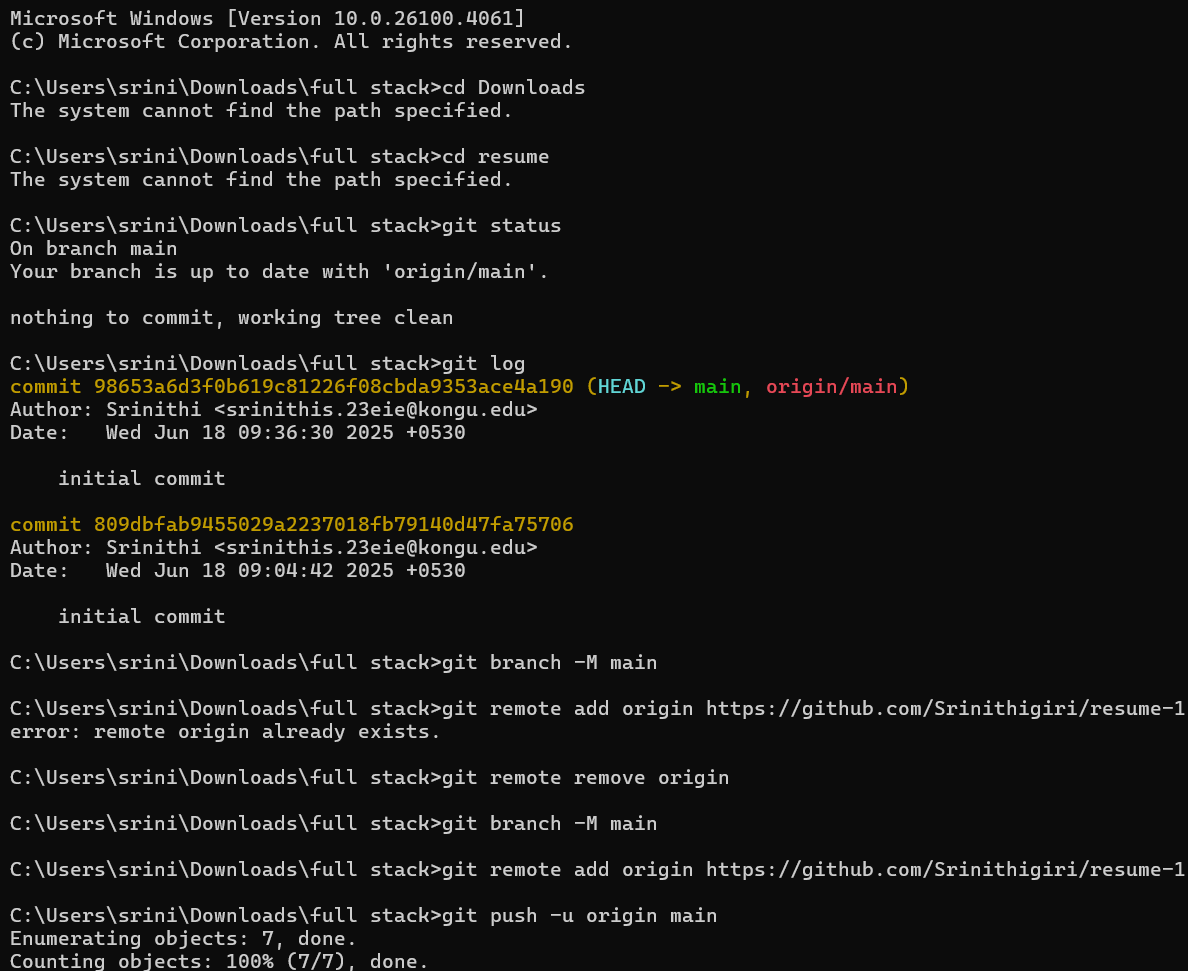 Microsoft Windows [Version 10.0.26100.4061]
(c) Microsoft Corporation. All rights reserved.
C:\Users\srini\Downloads\full stack>cd Downloads
The system cannot find the path specified.
C:\Users\srini\Downloads\full stack>cd resume
The system cannot find the path specified.
C:\Users\srini\Downloads\full stack>git status
On branch main
Your branch is up to date with 'origin/main'.
nothing to commit, working tree clean
C:\Users\srini\Downloads\full stack>git log
commit 98653a6d3f0b619c81226f08cbda9353ace4a190 (HEAD -> main, origin/main)
Author: Srinithi <srinithis.23eie@kongu.edu>
Date:   Wed Jun 18 09:36:30 2025 +0530
    initial commit
commit 809dbfab9455029a2237018fb79140d47fa75706
Author: Srinithi <srinithis.23eie@kongu.edu>
Date:   Wed Jun 18 09:04:42 2025 +0530
    initial commit
C:\Users\srini\Downloads\full stack>git branch -M main
C:\Users\srini\Downloads\full stack>git remote add origin https://github.com/Srinithigiri/resume-1
error: remote origin already exists.
C:\Users\srini\Downloads\full stack>git remote remove origin
C:\Users\srini\Downloads\full stack>git branch -M main
C:\Users\srini\Downloads\full stack>git remote add origin https://github.com/Srinithigiri/resume-1
C:\Users\srini\Downloads\full stack>git push -u origin main
Enumerating objects: 7, done.
Counting objects: 100% (7/7), done.